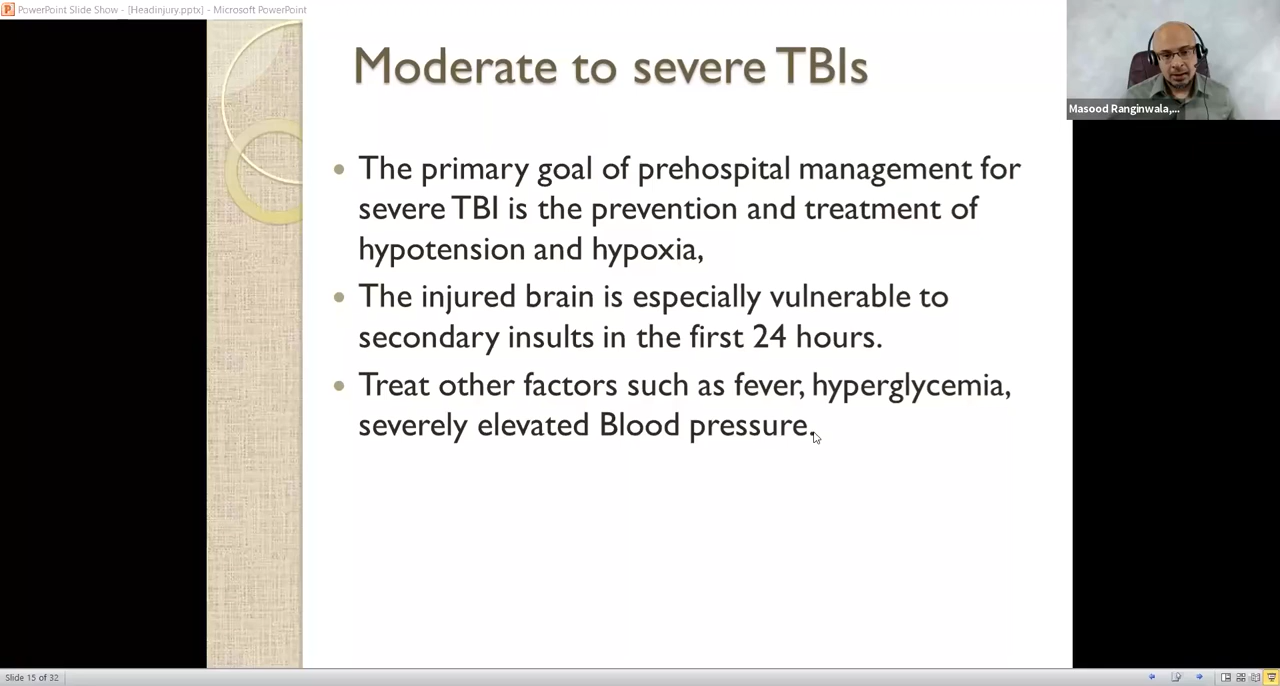 PowerPoint Slide Show - [Headinjury.pptx] - Microsoft PowerPoint
Moderate to severe TBIs
Masood Ranginwala,...
The primary goal of prehospital management for
severe TBI is the prevention and treatment of
hypotension and hypoxia,
The injured brain is especially vulnerable to
secondary insults in the first 24 hours.
Treat other factors such as fever, hyperglycemia,
severely elevated Blood pressure.
Slide 15 of 32